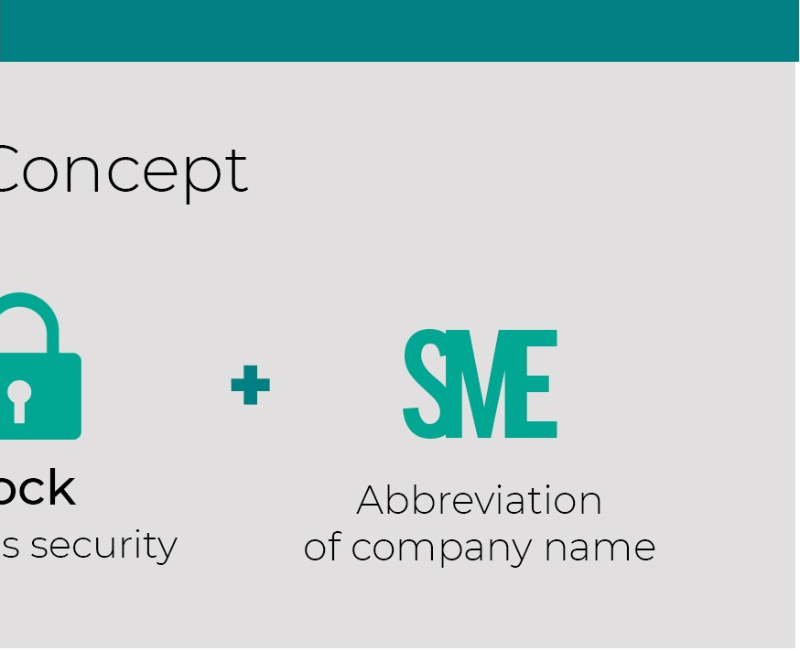 Concept
SME
ock
s security
Abbreviation
of company name